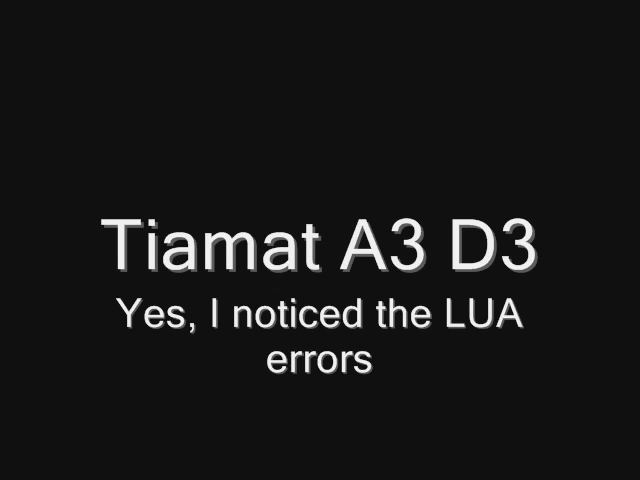 Tiamat A3 D3
Yes, I noticed the LUA
errors